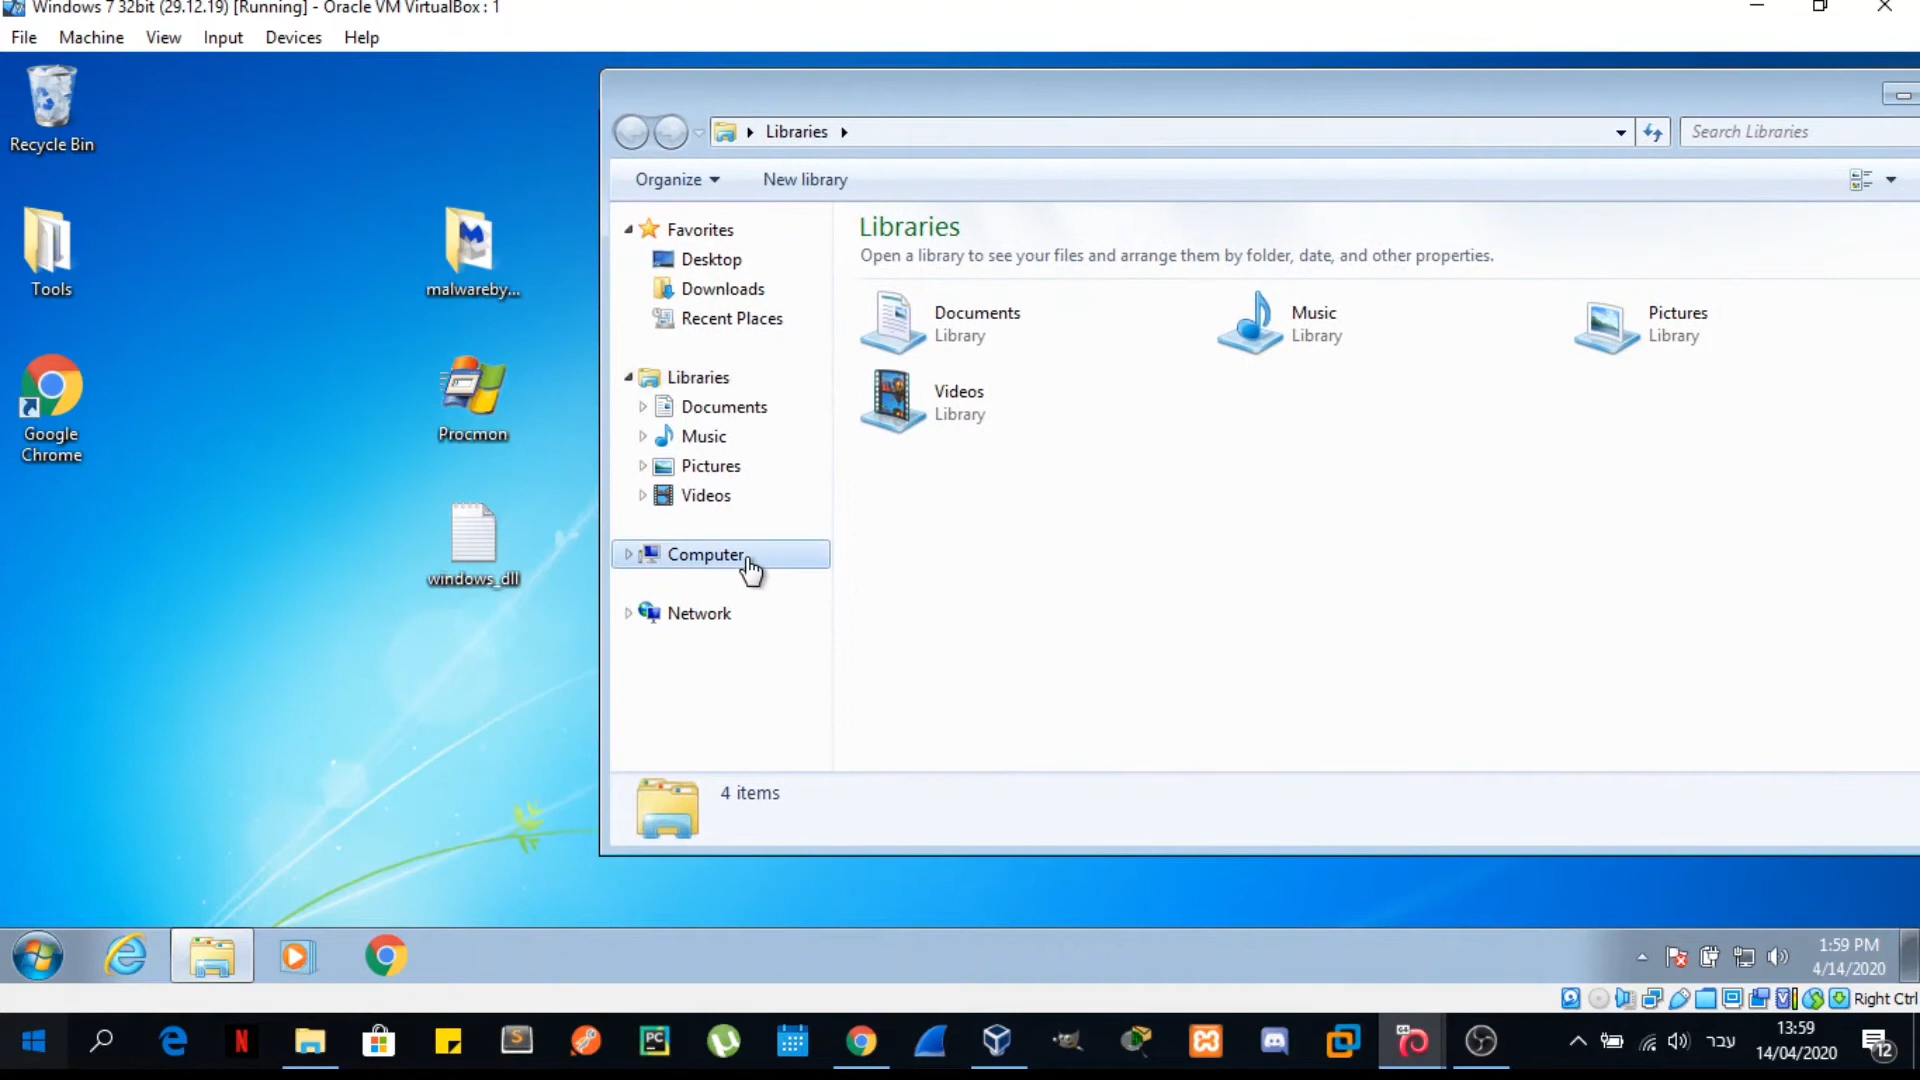 Windows 7 32bit (29.12.19) [Running] - Oracle VM VirtualBox : 1
File Machine View Input Devices Help
Recycle Bin
Tools
Google
Chrome
malwareby...
Procmon
windows_dll
Libraries
Search Libraries
Organize
New library
Favorites
Desktop
Downloads
Recent Places
Libraries
Documents
Music
Pictures
Videos
Computer
Network
Libraries
Open a library to see your files and arrange them by folder, date, and other properties.
Documents
Library
Music
Library
Pictures
Library
Videos
Library
4 items
1:59 PM
4/14/2020
Right Ctrl
N
S
PC
64
עבר
13:59
14/04/2020
12